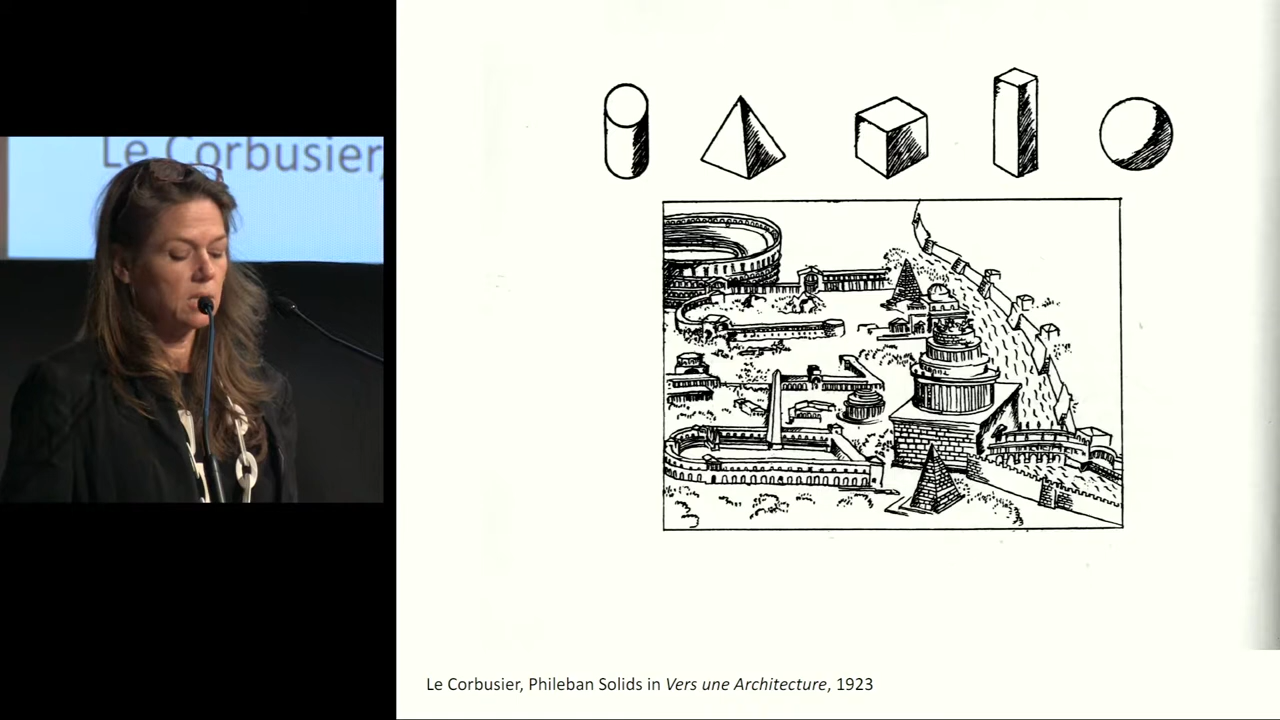 Le Corbusier,
Le Corbusier, Phileban Solids in Vers une Architecture, 1923